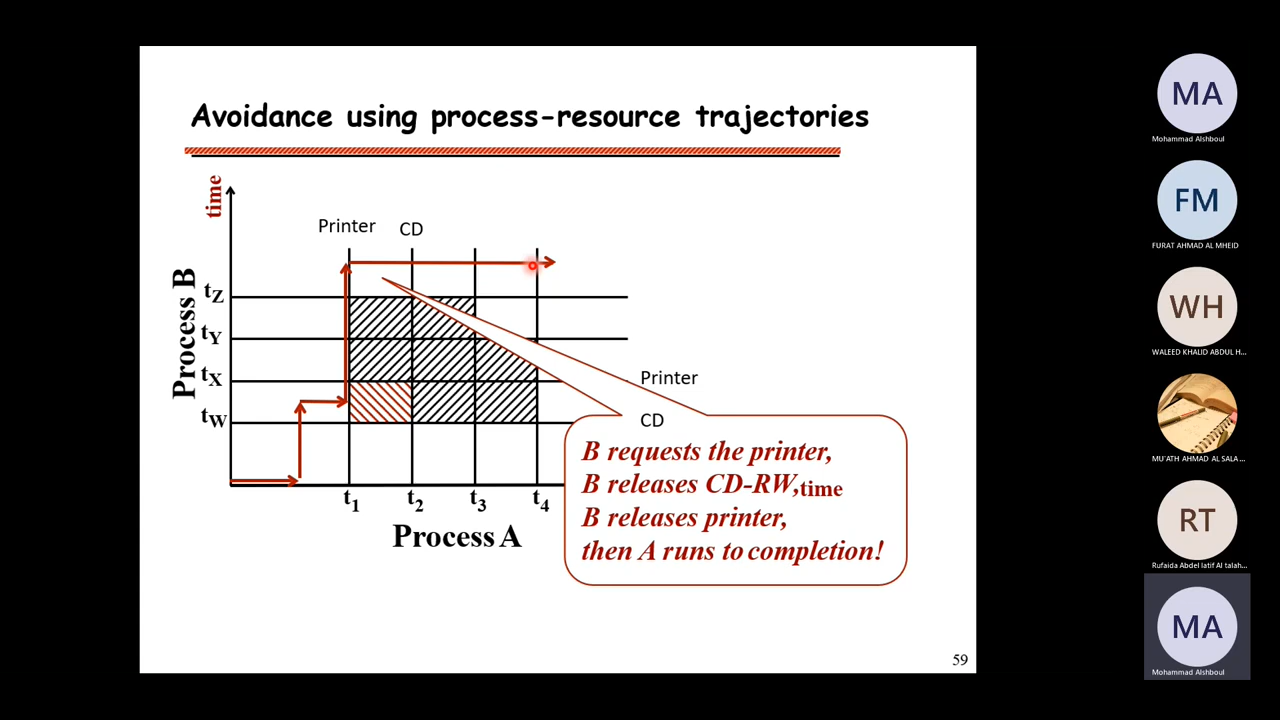 Avoidance using process-resource trajectories
time
Process B
Printer CD
tZ
tY
tX
tW
t1 t2 t3 t4
Process A
Printer
CD
B requests the printer,
B releases CD-RW,time
B releases printer,
then A runs to completion!
59
MA
Mohammad Alshboul
FM
FURAT AHMAD AL MHEID
WH
WALEED KHALID ABDUL H...
MU'ATH AHMAD AL SALA...
RT
Rufaida Abdel latif Al talah...
MA
Mohammad Alshboul